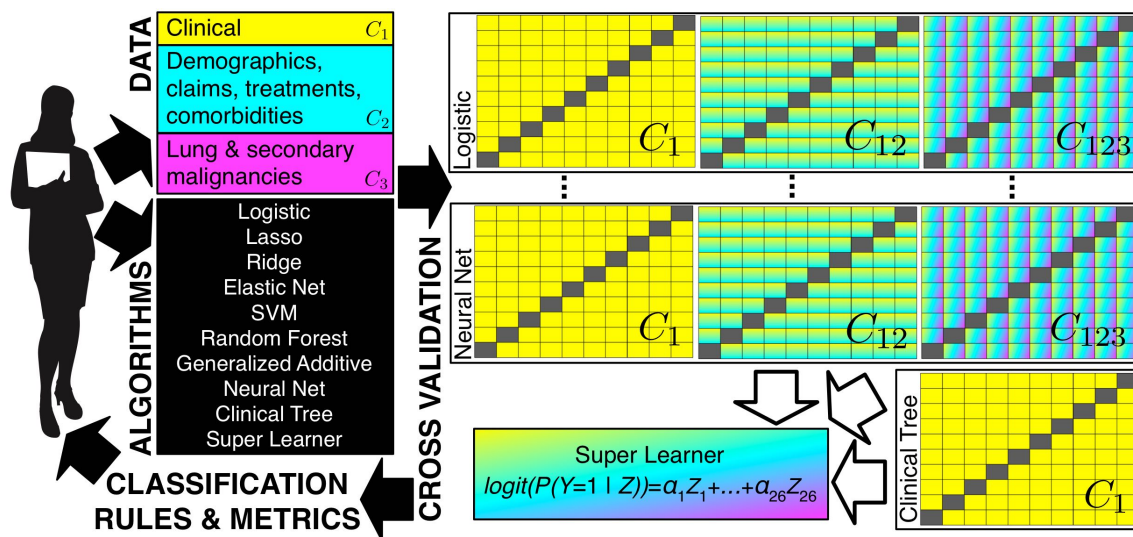 DATA
Clinical C₁
Demographics,
claims, treatments,
comorbidities C₂
Lung & secondary
malignancies C₃
ALGORITHMS
Logistic
Lasso
Ridge
Elastic Net
SVM
Random Forest
Generalized Additive
Neural Net
Clinical Tree
Super Learner
CLASSIFICATION
RULES & METRICS
CROSS VALIDATION
Logistic
C₁ C₁₂ C₁₂₃
Neural Net
C₁ C₁₂ C₁₂₃
Super Learner
logit(P(Y=1 | Z))=α₁Z₁+...+α₂₆Z₂₆
Clinical Tree
C₁